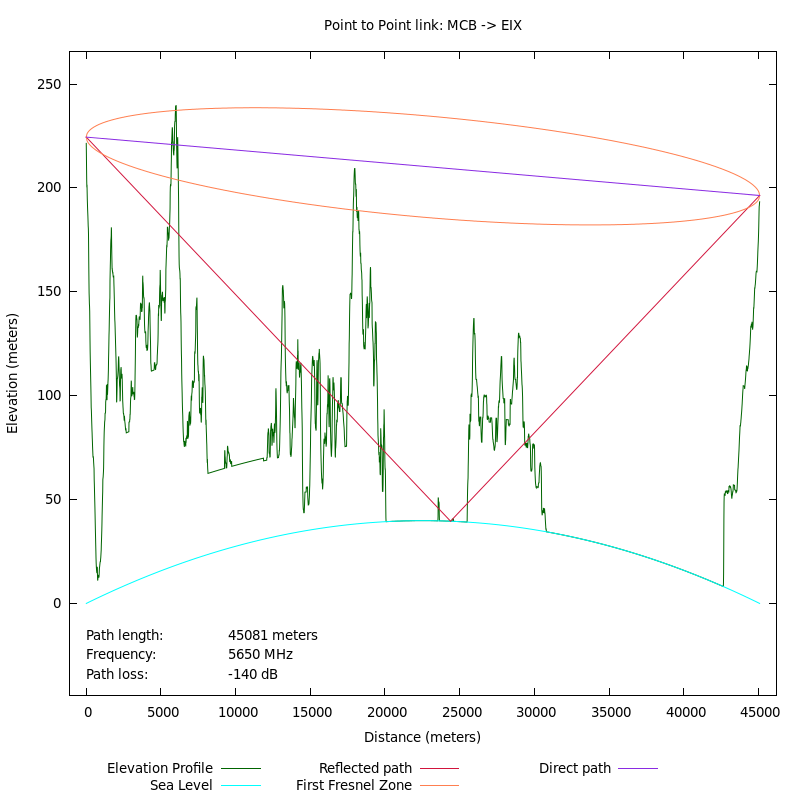 Point to Point link: MCB -> EIX
250
200
150
100
50
0
Elevation (meters)
Path length: 45081 meters
Frequency: 5650 MHz
Path loss: -140 dB
0 5000 10000 15000 20000 25000 30000 35000 40000 45000
Distance (meters)
Elevation Profile Reflected path Direct path
Sea Level First Fresnel Zone